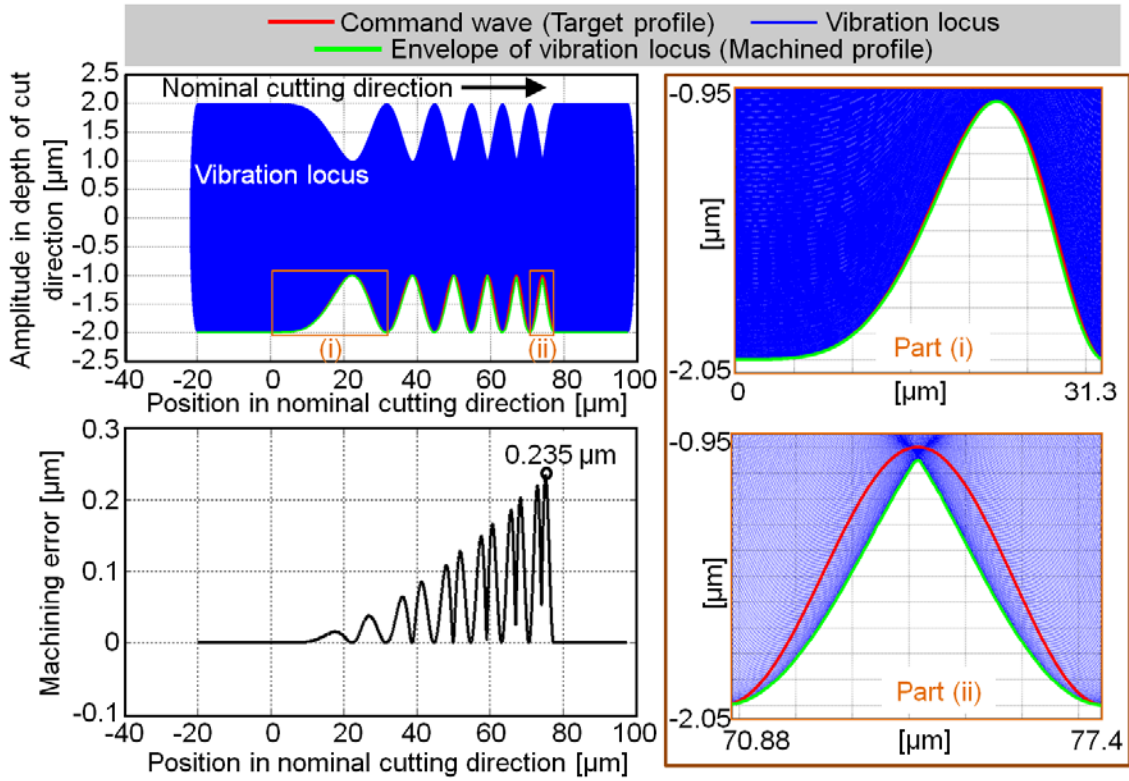 Command wave (Target profile) Vibration locus
Envelope of vibration locus (Machined profile)
Amplitude in depth of cut
direction [µm]
2.5
2.0
1.5
1.0
0.5
0
-0.5
-1.0
-1.5
-2.0
-2.5
Nominal cutting direction
Vibration locus
(i)
(ii)
-40 -20 0 20 40 60 80 100
Position in nominal cutting direction [µm]
Machining error [µm]
0.3
0.2
0.1
0
-0.1
0.235 µm
-40 -20 0 20 40 60 80 100
Position in nominal cutting direction [µm]
-0.95
[µm]
-2.05
Part (i)
0 [µm] 31.3
-0.95
[µm]
-2.05
Part (ii)
70.88 [µm] 77.4